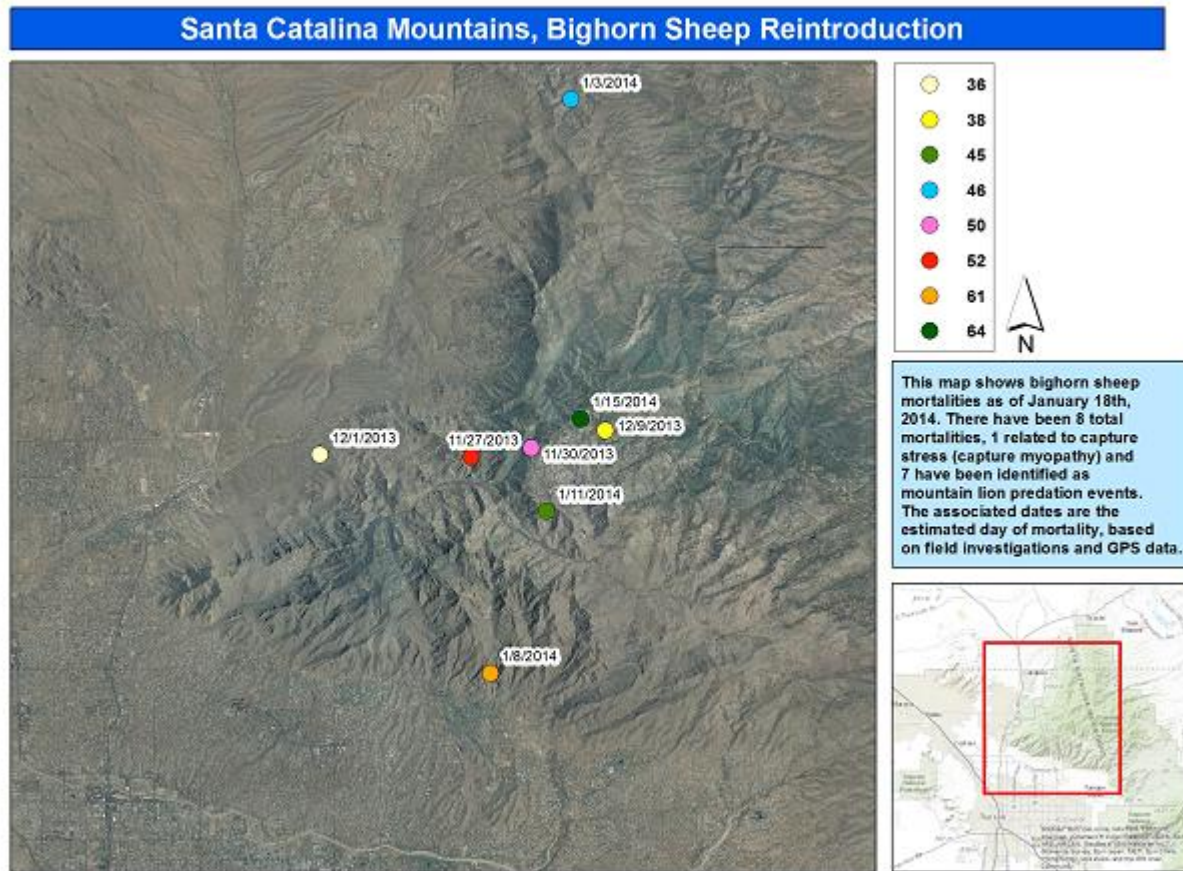 Santa Catalina Mountains, Bighorn Sheep Reintroduction
1/3/2014
1/15/2014
12/9/2013
12/1/2013
11/27/2013
11/30/2013
1/11/2014
1/8/2014
36
38
45
46
50
52
61
64
N
This map shows bighorn sheep
mortalities as of January 18th,
2014. There have been 8 total
mortalities, 1 related to capture
stress (capture myopathy) and
7 have been identified as
mountain lion predation events.
The associated dates are the
estimated day of mortality, based
on field investigations and GPS data.